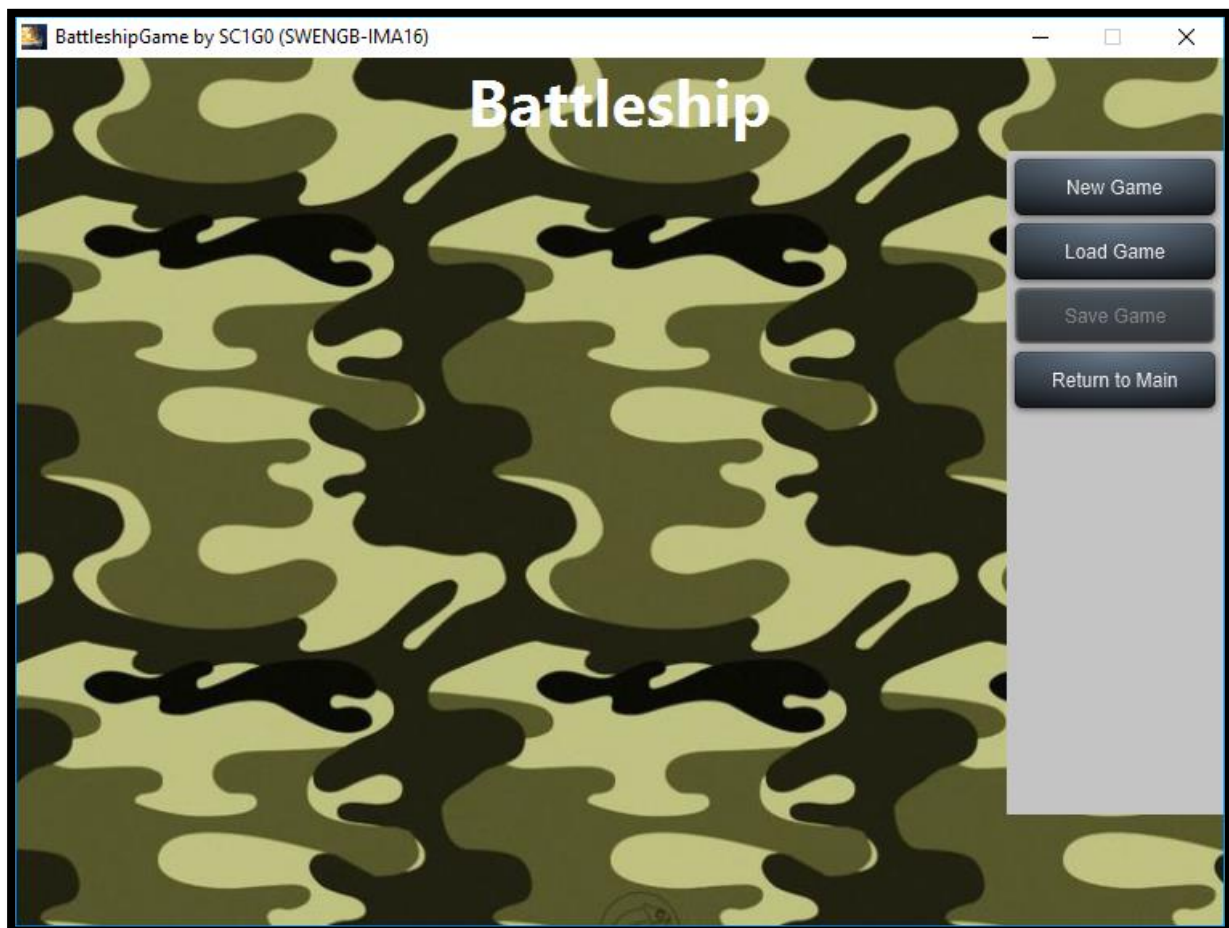 BattleshipGame by SC1G0 (SWENGB-IMA16)
Battleship
New Game
Load Game
Save Game
Return to Main